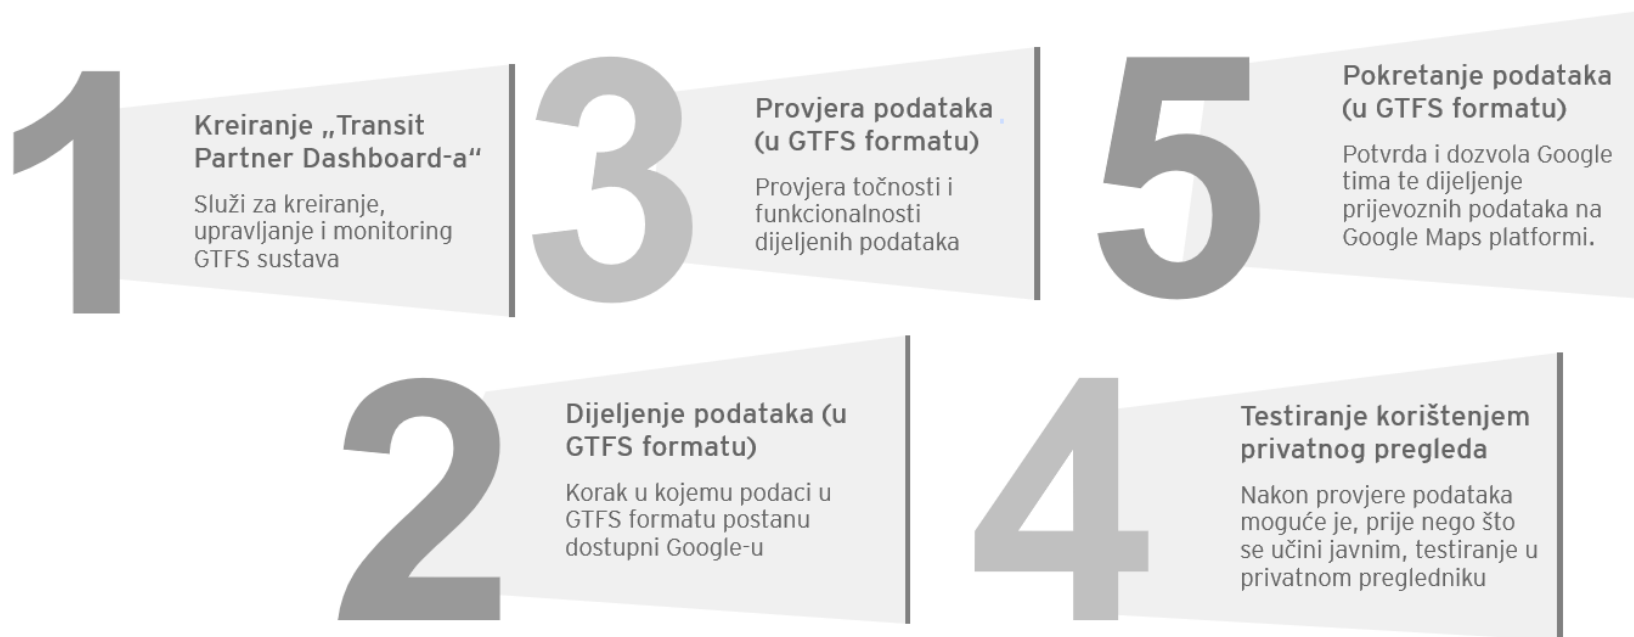 1
Kreiranje „Transit
Partner Dashboard-a“
Služi za kreiranje,
upravljanje i monitoring
GTFS sustava
2
Dijeljenje podataka (u
GTFS formatu)
Korak u kojemu podaci u
GTFS formatu postanu
dostupni Google-u
3
Provjera podataka
(u GTFS formatu)
Provjera točnosti i
funkcionalnosti
dijeljenih podataka
4
Testiranje korištenjem
privatnog pregleda
Nakon provjere podataka
moguće je, prije nego što
se učini javnim, testiranje u
privatnom pregledniku
5
Pokretanje podataka
(u GTFS formatu)
Potvrda i dozvola Google
tima te dijeljenje
prijevoznih podataka na
Google Maps platformi.